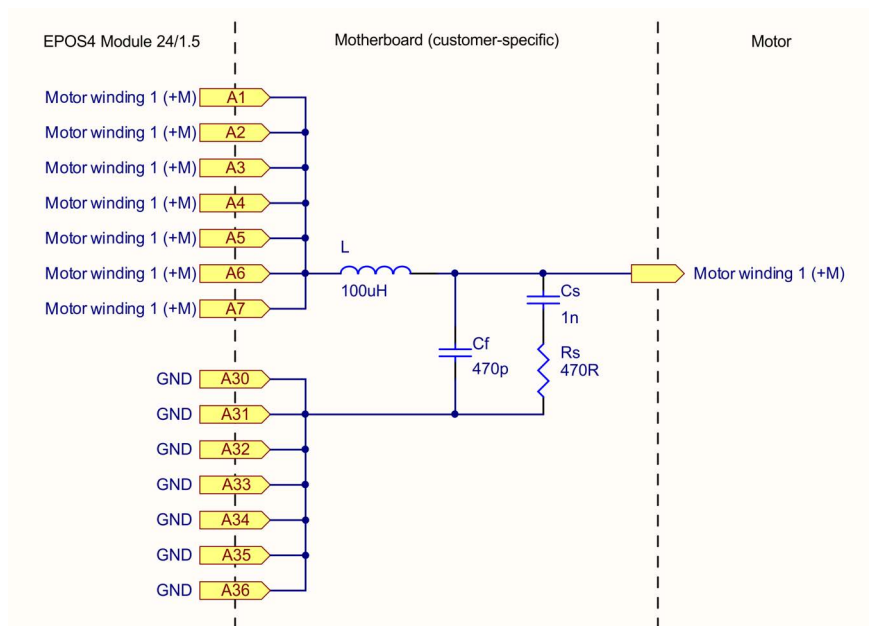 EPOS4 Module 24/1.5
Motherboard (customer-specific)
Motor
Motor winding 1 (+M) A1
Motor winding 1 (+M) A2
Motor winding 1 (+M) A3
Motor winding 1 (+M) A4
Motor winding 1 (+M) A5
Motor winding 1 (+M) A6
Motor winding 1 (+M) A7
L
100uH
Motor winding 1 (+M)
Cs
1n
Cf
470p
Rs
470R
GND A30
GND A31
GND A32
GND A33
GND A34
GND A35
GND A36